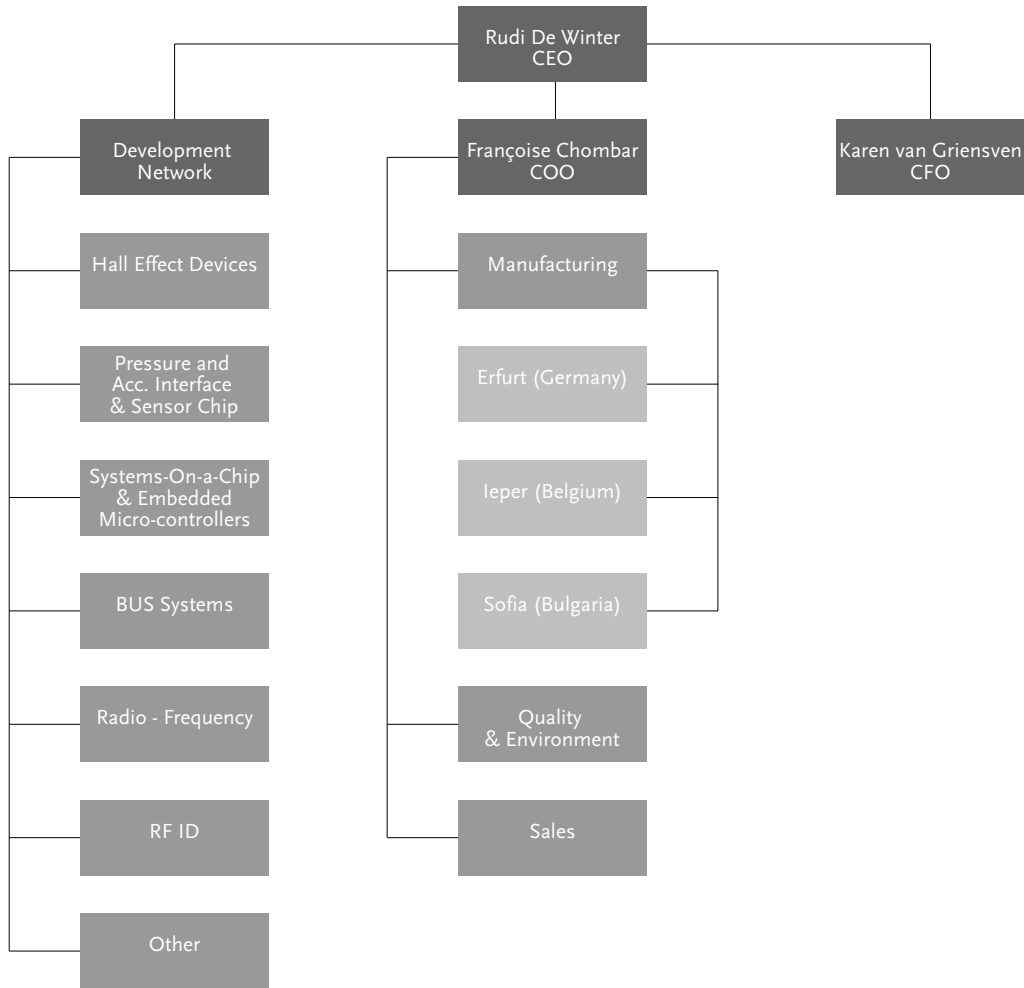 Rudi De Winter
CEO
Development
Network
Françoise Chombar
COO
Karen van Griensven
CFO
Hall Effect Devices
Manufacturing
Pressure and
Acc. Interface
& Sensor Chip
Erfurt (Germany)
Systems-On-a-Chip
& Embedded
Micro-controllers
Ieper (Belgium)
BUS Systems
Sofia (Bulgaria)
Radio - Frequency
Quality
& Environment
RF ID
Sales
Other